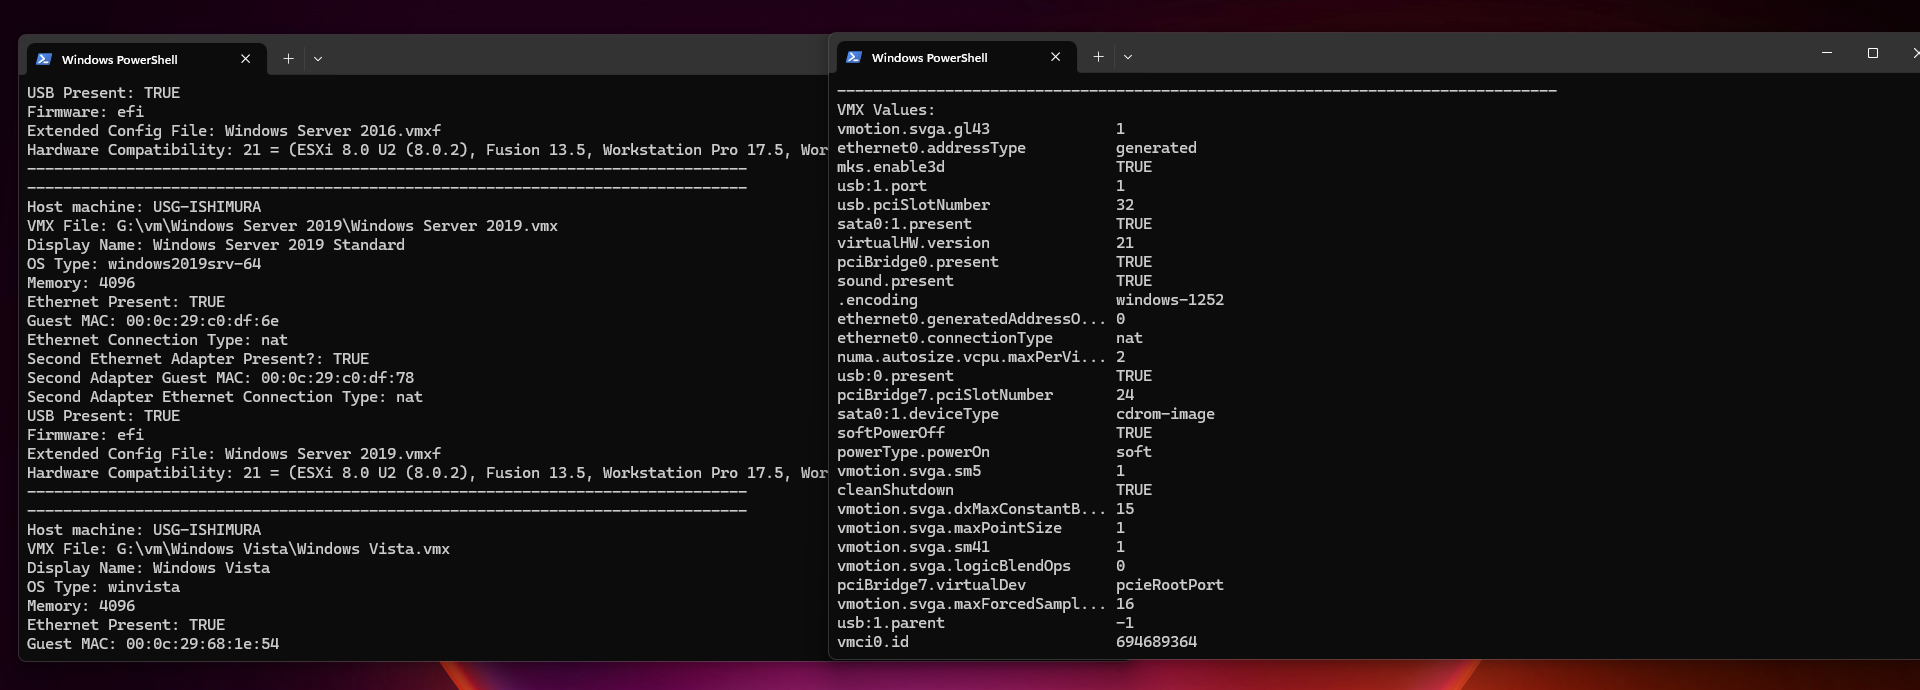 Windows PowerShell
USB Present: TRUE
Firmware: efi
Extended Config File: Windows Server 2016.vmxf
Hardware Compatibility: 21 = (ESXi 8.0 U2 (8.0.2), Fusion 13.5, Workstation Pro 17.5, Wor
--------------------------------------------------------------------------------
--------------------------------------------------------------------------------
Host machine: USG-ISHIMURA
VMX File: G:\vm\Windows Server 2019\Windows Server 2019.vmx
Display Name: Windows Server 2019 Standard
OS Type: windows2019srv-64
Memory: 4096
Ethernet Present: TRUE
Guest MAC: 00:0c:29:c0:df:6e
Ethernet Connection Type: nat
Second Ethernet Adapter Present?: TRUE
Second Adapter Guest MAC: 00:0c:29:c0:df:78
Second Adapter Ethernet Connection Type: nat
USB Present: TRUE
Firmware: efi
Extended Config File: Windows Server 2019.vmxf
Hardware Compatibility: 21 = (ESXi 8.0 U2 (8.0.2), Fusion 13.5, Workstation Pro 17.5, Wor
--------------------------------------------------------------------------------
--------------------------------------------------------------------------------
Host machine: USG-ISHIMURA
VMX File: G:\vm\Windows Vista\Windows Vista.vmx
Display Name: Windows Vista
OS Type: winvista
Memory: 4096
Ethernet Present: TRUE
Guest MAC: 00:0c:29:68:1e:54
Windows PowerShell
--------------------------------------------------------------------------------
VMX Values:
vmotion.svga.gl43 1
ethernet0.addressType generated
mks.enable3d TRUE
usb:1.port 1
usb.pciSlotNumber 32
sata0:1.present TRUE
virtualHW.version 21
pciBridge0.present TRUE
sound.present TRUE
.encoding windows-1252
ethernet0.generatedAddressO... 0
ethernet0.connectionType nat
numa.autosize.vcpu.maxPerVi... 2
usb:0.present TRUE
pciBridge7.pciSlotNumber 24
sata0:1.deviceType cdrom-image
softPowerOff TRUE
powerType.powerOn soft
vmotion.svga.sm5 1
cleanShutdown TRUE
vmotion.svga.dxMaxConstantB... 15
vmotion.svga.maxPointSize 1
vmotion.svga.sm41 1
vmotion.svga.logicBlendOps 0
pciBridge7.virtualDev pcieRootPort
vmotion.svga.maxForcedSampl... 16
usb:1.parent -1
vmci0.id 694689364